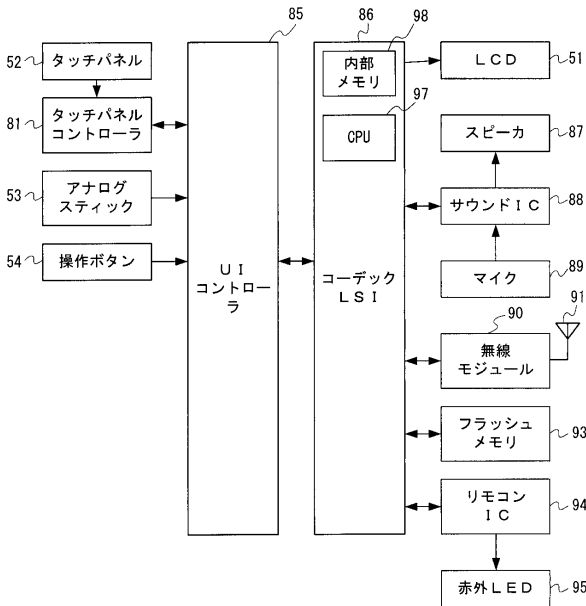 85
86
98
52
タッチパネル
内部
メモリ
ＬＣＤ
51
97
81
タッチパネル
コントローラ
CPU
スピーカ
87
53
アナログ
スティック
サウンドＩＣ
88
54
操作ボタン
ＵＩ
コントロー
ラ
コーデック
ＬＳＩ
マイク
89
90
91
無線
モジュール
フラッシュ
メモリ
93
リモコン
ＩＣ
94
赤外ＬＥＤ
95